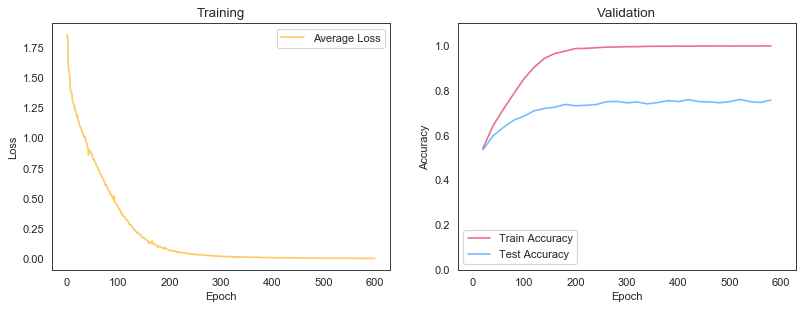 Training
Average Loss
1.75
1.50
1.25
1.00
0.75
0.50
0.25
0.00
Loss
0 100 200 300 400 500 600
Epoch
Validation
1.0
0.8
0.6
0.4
0.2
0.0
Accuracy
Train Accuracy
Test Accuracy
0 100 200 300 400 500 600
Epoch